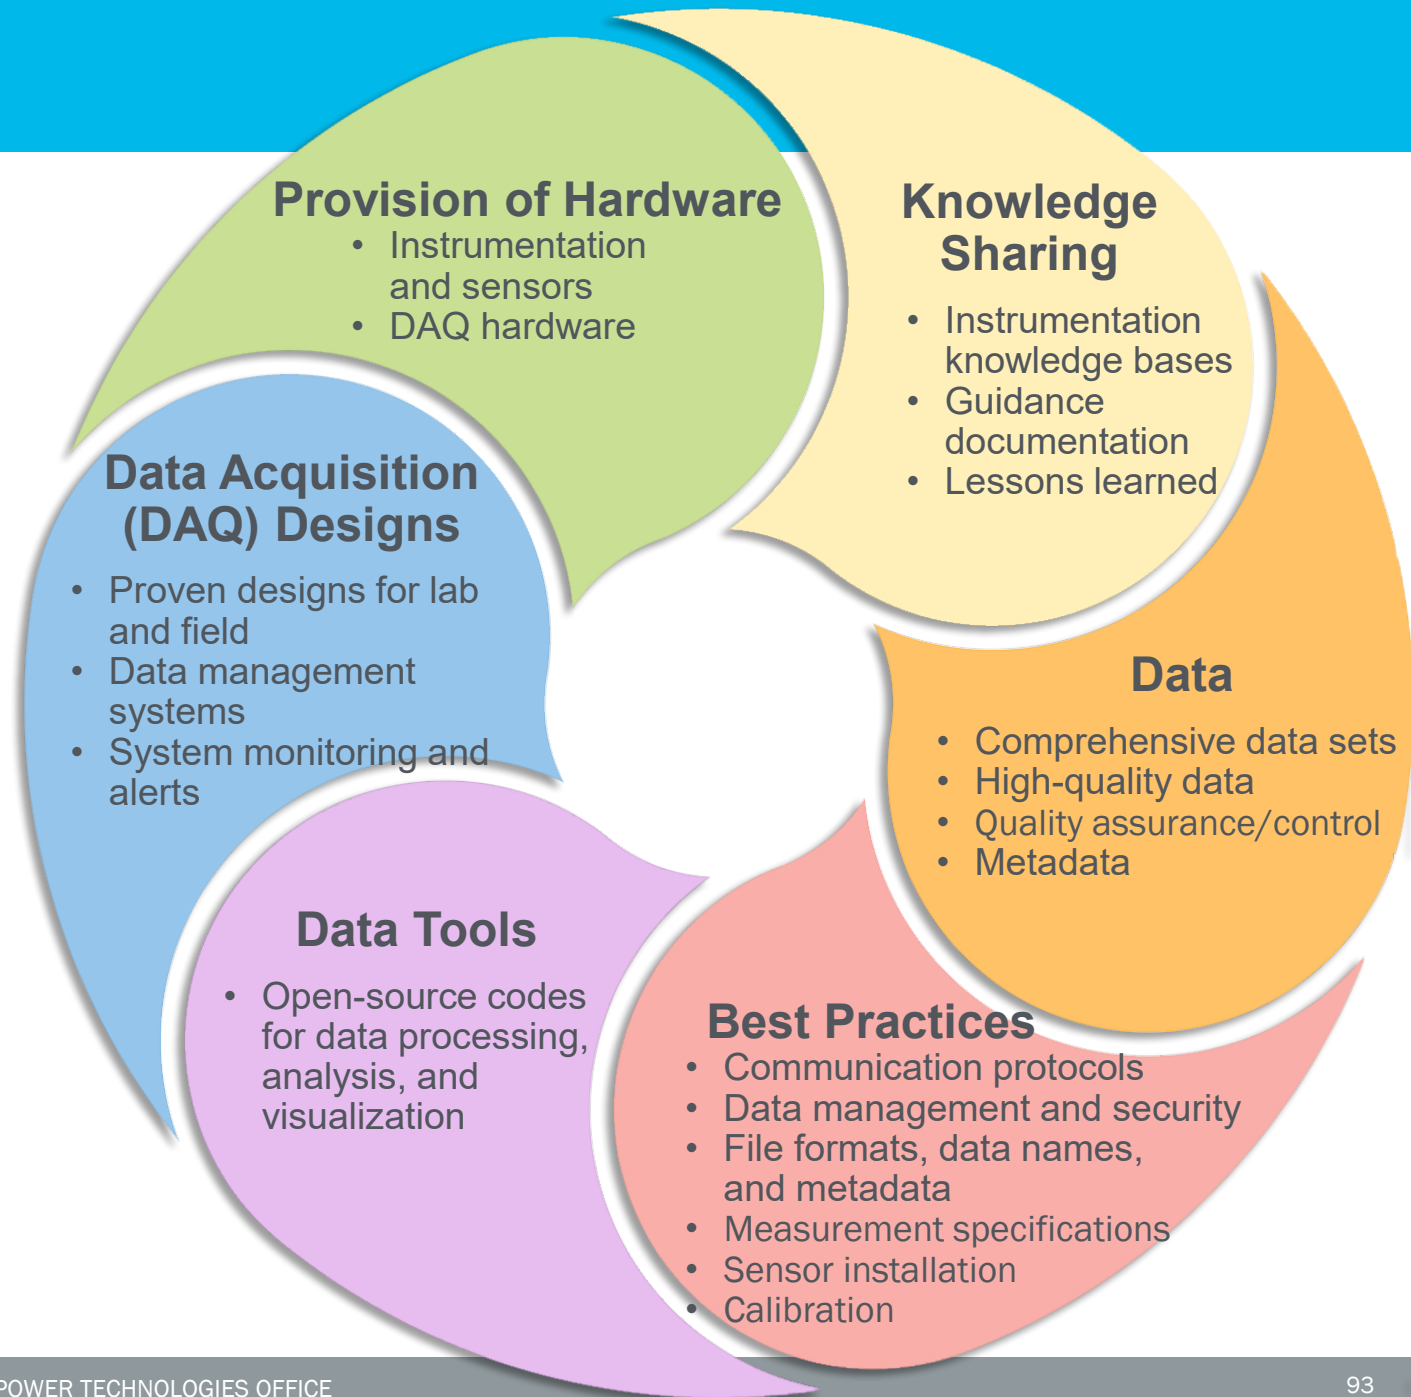 Provision of Hardware
• Instrumentation
and sensors
• DAQ hardware
Knowledge
Sharing
• Instrumentation
knowledge bases
• Guidance
documentation
• Lessons learned
Data Acquisition
(DAQ) Designs
• Proven designs for lab
and field
• Data management
systems
• System monitoring and
alerts
Data
• Comprehensive data sets
• High-quality data
• Quality assurance/control
• Metadata
Data Tools
• Open-source codes
for data processing,
analysis, and
visualization
Best Practices
• Communication protocols
• Data management and security
• File formats, data names,
and metadata
• Measurement specifications
• Sensor installation
• Calibration
POWER TECHNOLOGIES OFFICE
93